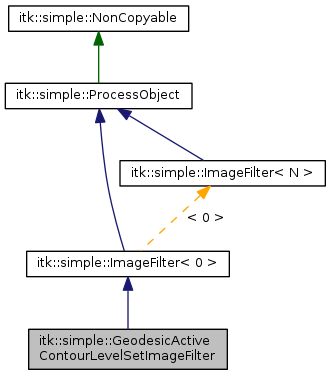 itk::simple::NonCopyable
itk::simple::ProcessObject
itk::simple::ImageFilter< N >
< 0 >
itk::simple::ImageFilter< 0 >
itk::simple::GeodesicActive
ContourLevelSetImageFilter